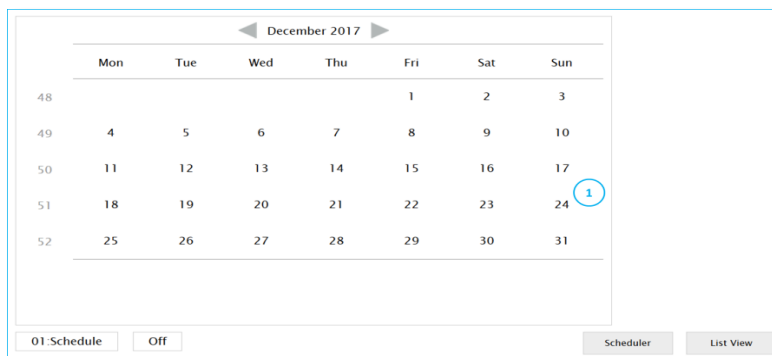 December 2017
Mon Tue Wed Thu Fri Sat Sun
48 1 2 3
49 4 5 6 7 8 9 10
50 11 12 13 14 15 16 17
1
51 18 19 20 21 22 23 24
52 25 26 27 28 29 30 31
01:Schedule Off Scheduler List View